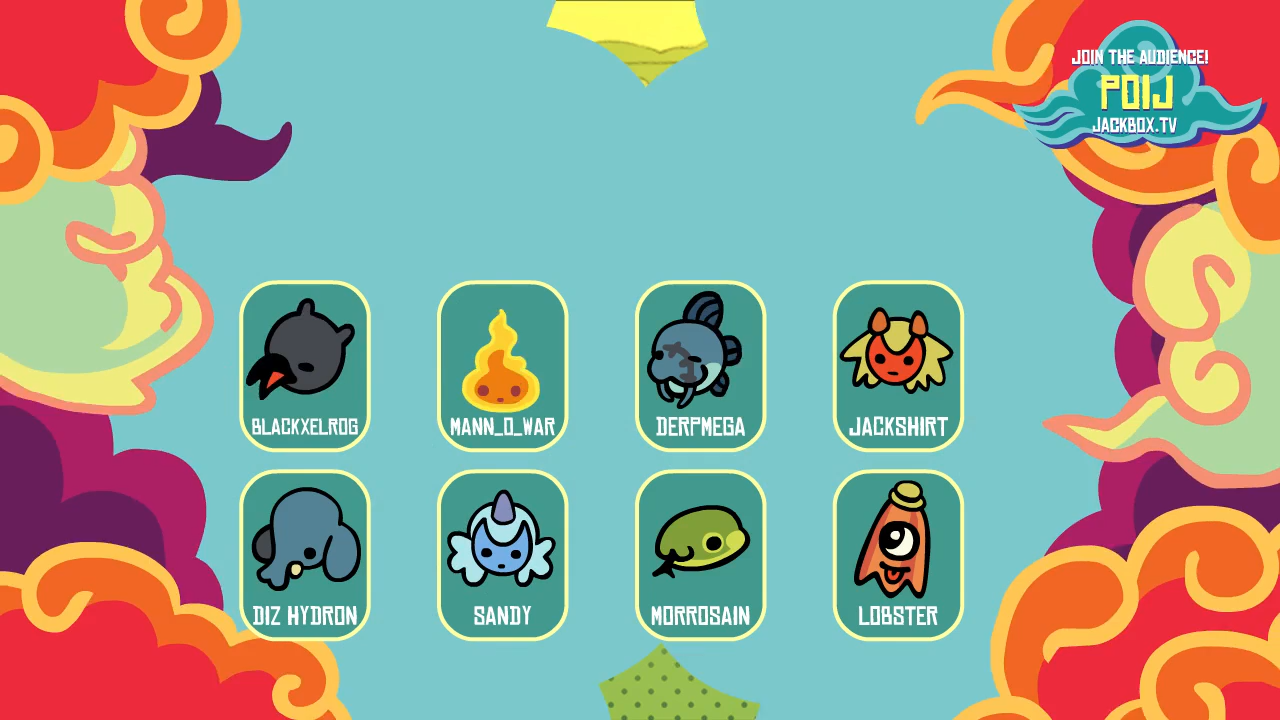 JOIN THE AUDIENCE!
POIJ
JACKBOX.TV
BLACKXELROG
MANN_O_WAR
DERPMEGA
JACKSHIRT
DIZ HYDRON
SANDY
MORROSAIN
LOBSTER